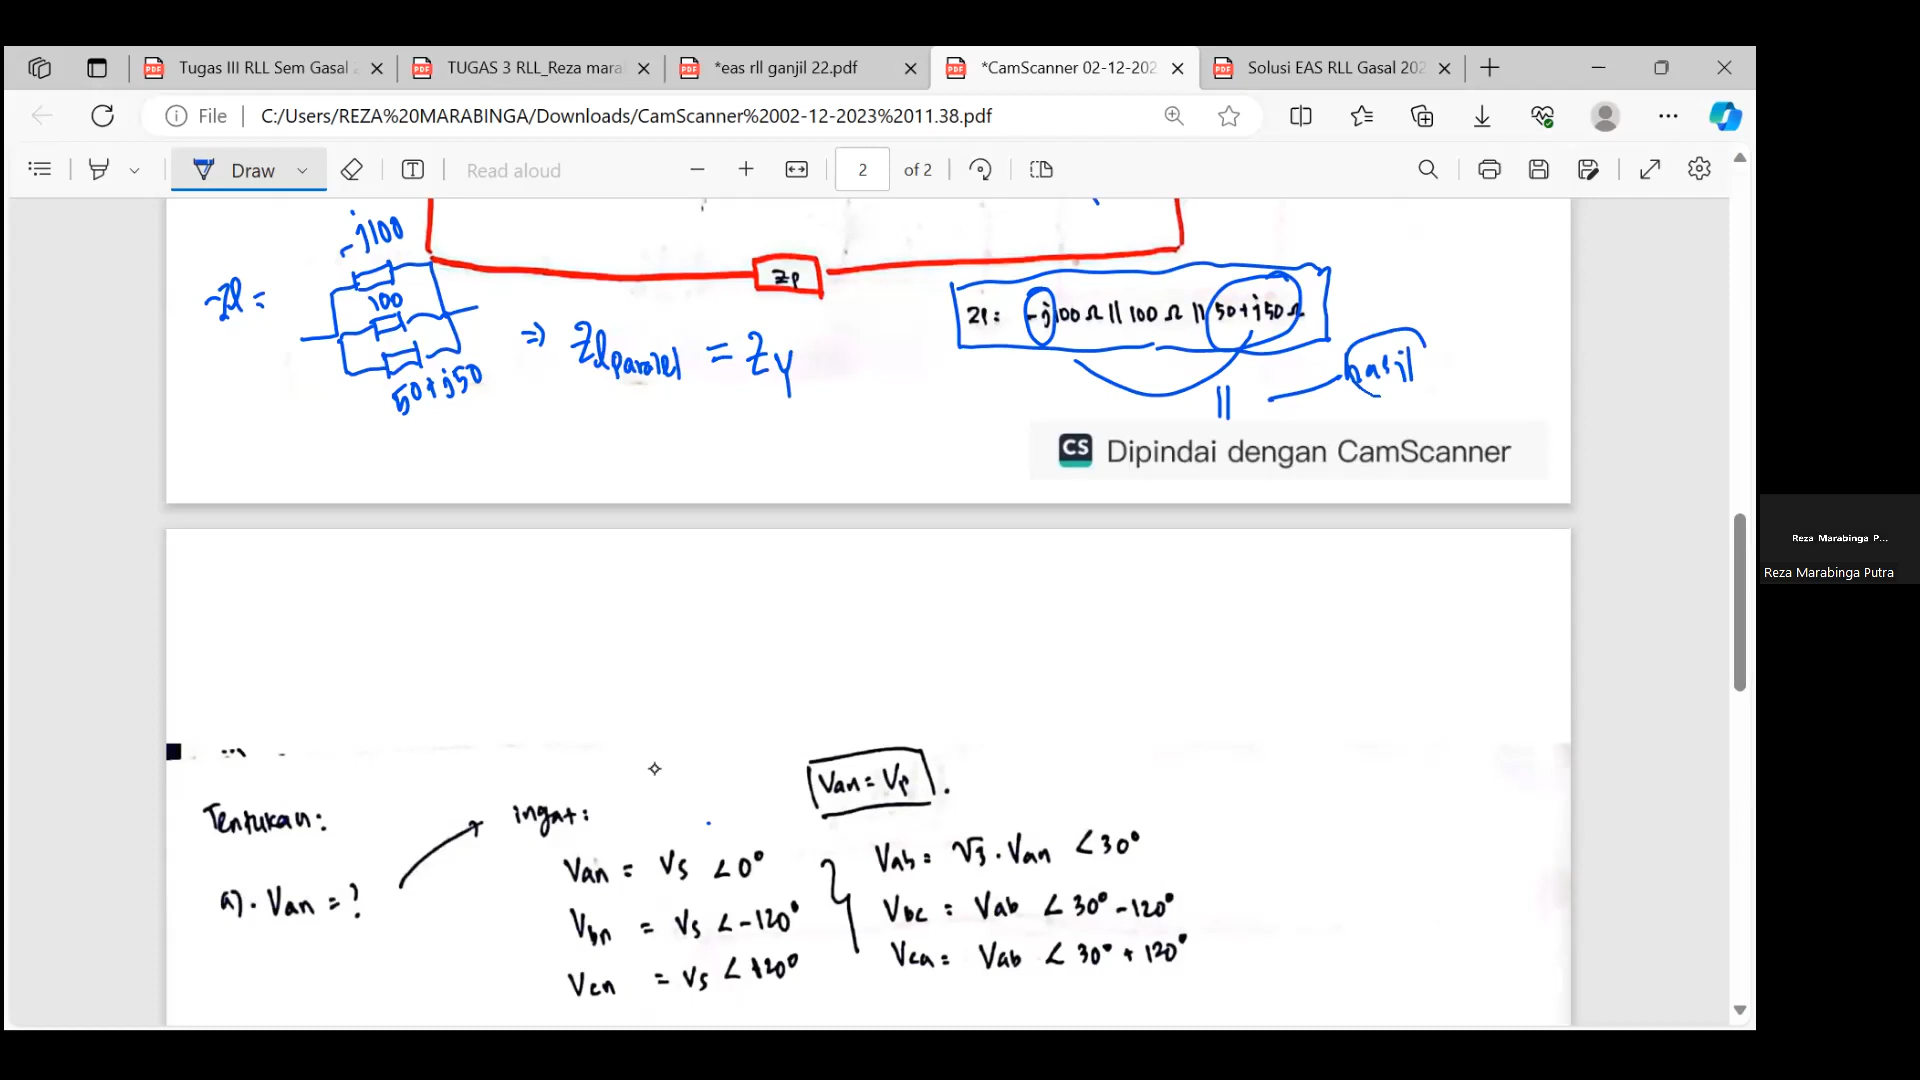 Tugas III RLL Sem Gasal
TUGAS 3 RLL_Reza mara
*eas rll ganjil 22.pdf
*CamScanner 02-12-202
Solusi EAS RLL Gasal 202
File
C:/Users/REZA%20MARABINGA/Downloads/CamScanner%2002-12-2023%2011.38.pdf
Draw
Read aloud
2
of 2
-j100
100
50+j50
⇒ Zl paralel = Zy
Zp
Zl: -j100 Ω || 100 Ω || 50+j50 Ω
||
hasil
CS Dipindai dengan CamScanner
Reza Marabinga P...
Reza Marabinga Putra
Van = Vp.
Tentukan:
a). Van = ?
ingat:
Van = Vs ∠0°
Vbn = Vs ∠-120°
Vcn = Vs ∠120°
Vab = √3 . Van ∠30°
Vbc = Vab ∠30° - 120°
Vca = Vab ∠30° + 120°